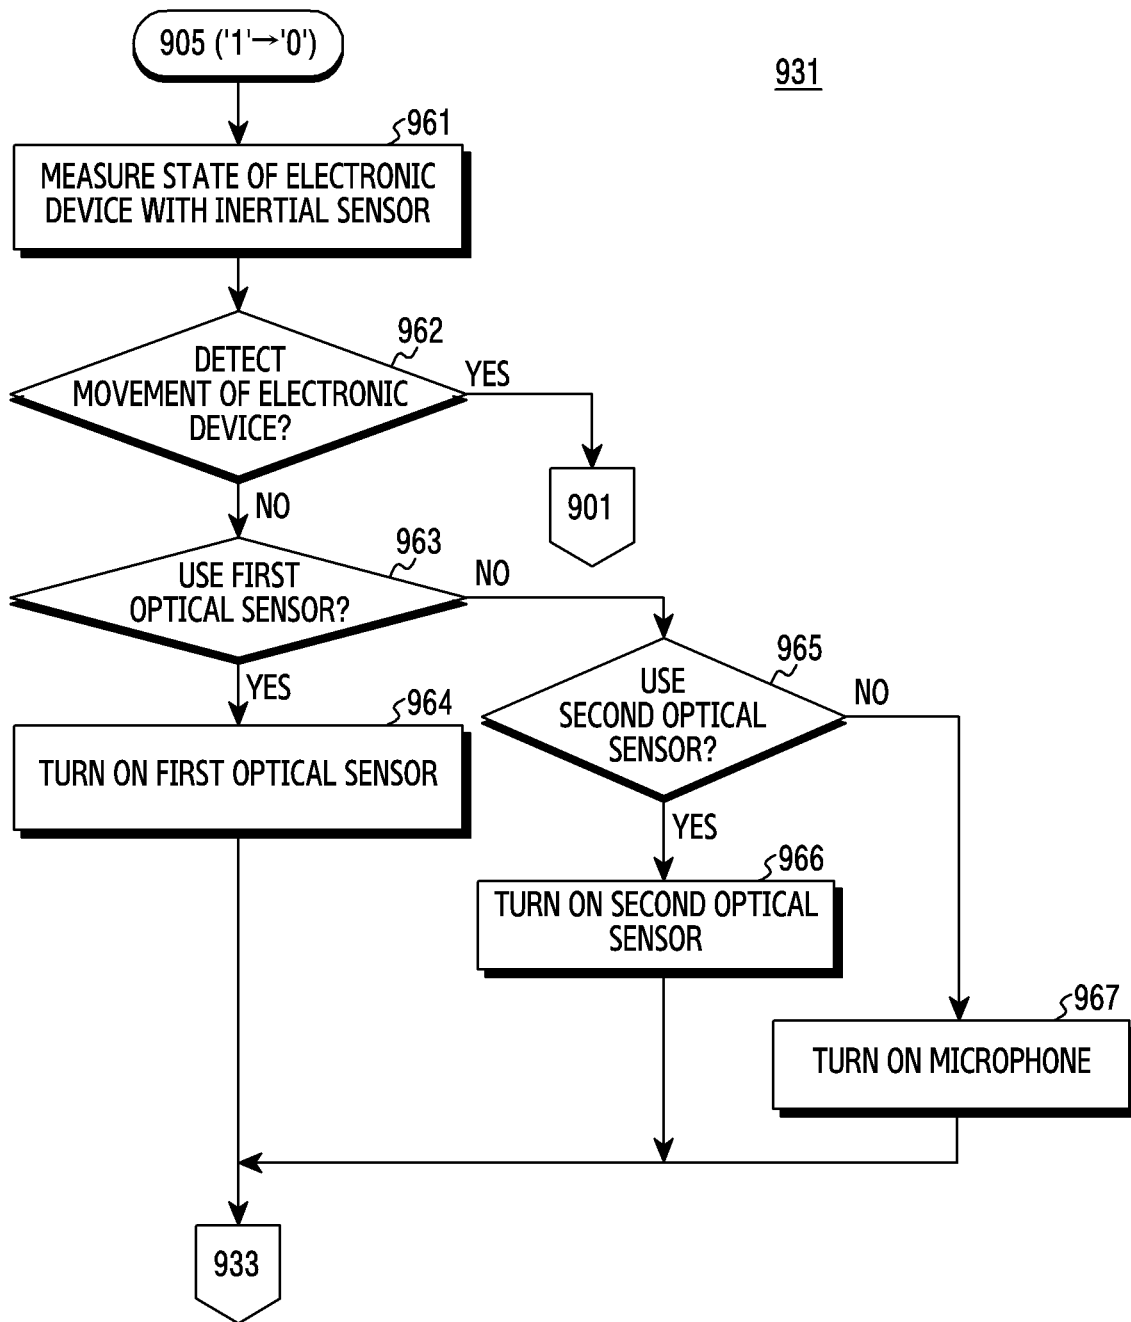 905 ('1'→'0')
931
961
MEASURE STATE OF ELECTRONIC
DEVICE WITH INERTIAL SENSOR
962
DETECT
MOVEMENT OF ELECTRONIC
DEVICE?
YES
901
NO
963
USE FIRST
OPTICAL SENSOR?
NO
YES
964
TURN ON FIRST OPTICAL SENSOR
965
USE
SECOND OPTICAL
SENSOR?
NO
YES
966
TURN ON SECOND OPTICAL
SENSOR
967
TURN ON MICROPHONE
933